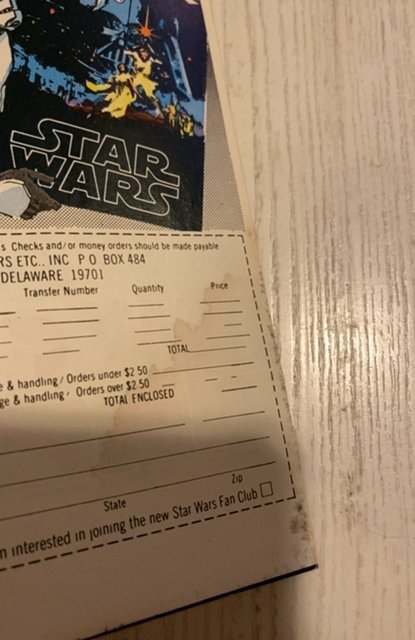 STAR
WARS
s Checks and/or money orders should be made payable
RS ETC., INC P O BOX 484
DELAWARE 19701
Transfer Number Quantity Price
TOTAL
e & handling/Orders under $2 50
ge & handling/ Orders over $2 50
TOTAL ENCLOSED
State Zip
n interested in joining the new Star Wars Fan Club